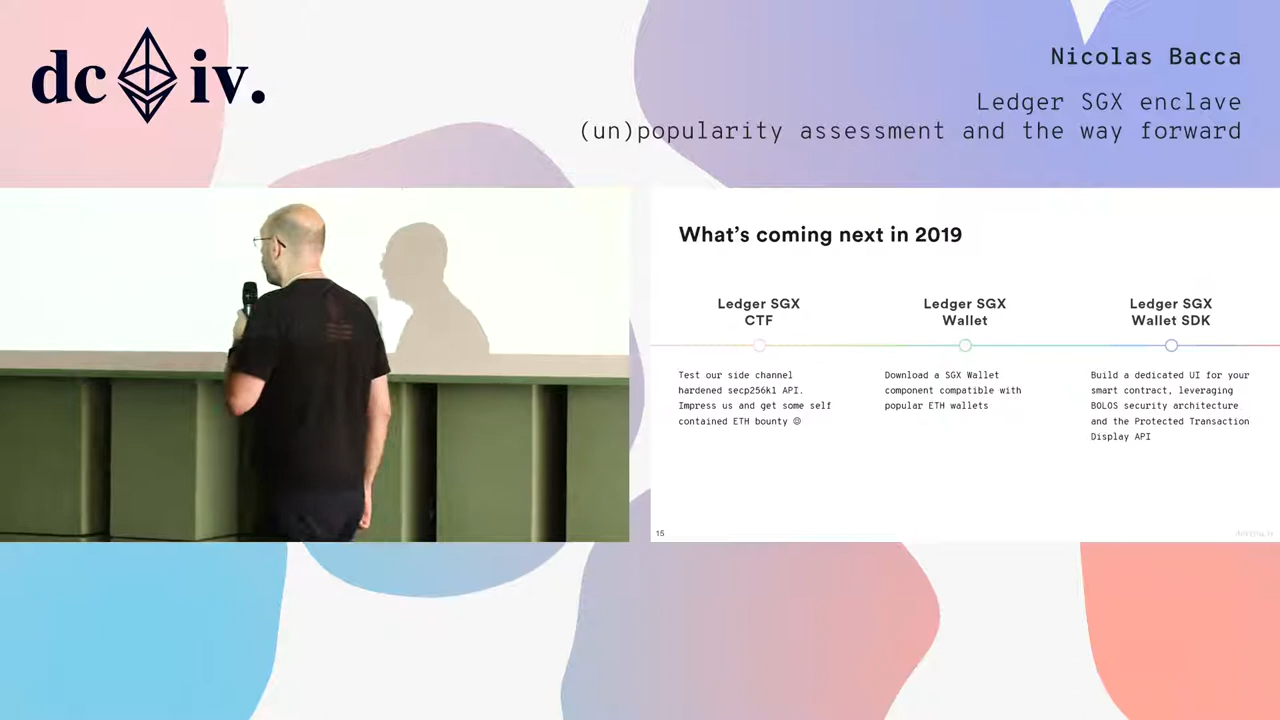 dc iv.
Nicolas Bacca
Ledger SGX enclave
(un)popularity assessment and the way forward
What's coming next in 2019
Ledger SGX
CTF
Test our side channel
hardened secp256k1 API.
Impress us and get some self
contained ETH bounty ☺
Ledger SGX
Wallet
Download a SGX Wallet
component compatible with
popular ETH wallets
Ledger SGX
Wallet SDK
Build a dedicated UI for your
smart contract, leveraging
BOLOS security architecture
and the Protected Transaction
Display API
15